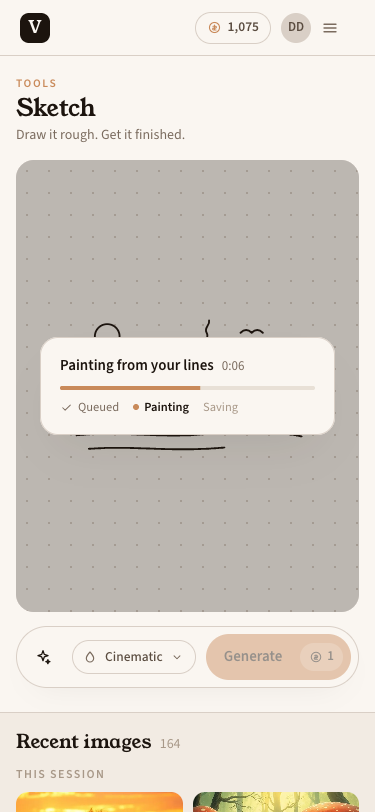 V
1,075
DD
TOOLS
Sketch
Draw it rough. Get it finished.
Painting from your lines 0:06
Queued Painting Saving
Cinematic
Generate 1
Recent images 164
THIS SESSION